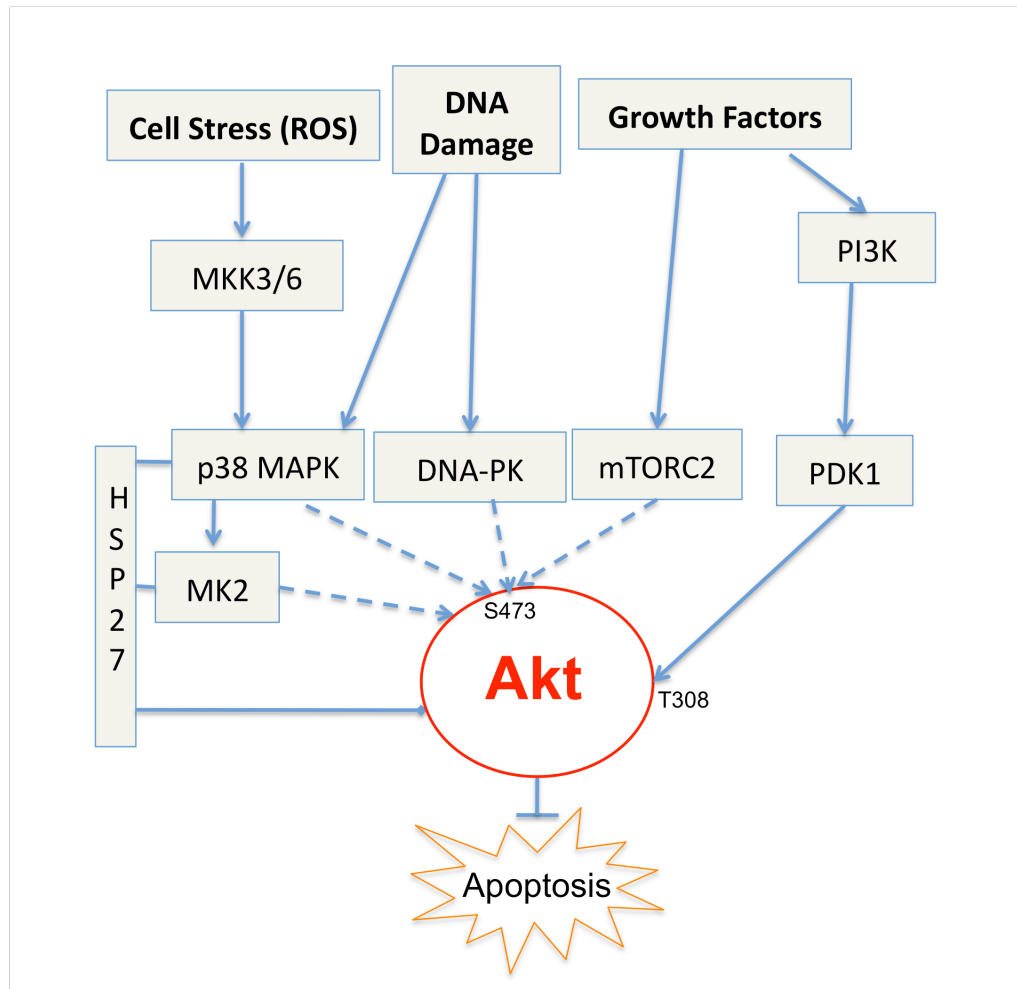 Cell Stress (ROS)
DNA
Damage
Growth Factors
MKK3/6
PI3K
p38 MAPK
DNA-PK
mTORC2
PDK1
H
S
P
2
7
MK2
S473
Akt
T308
Apoptosis